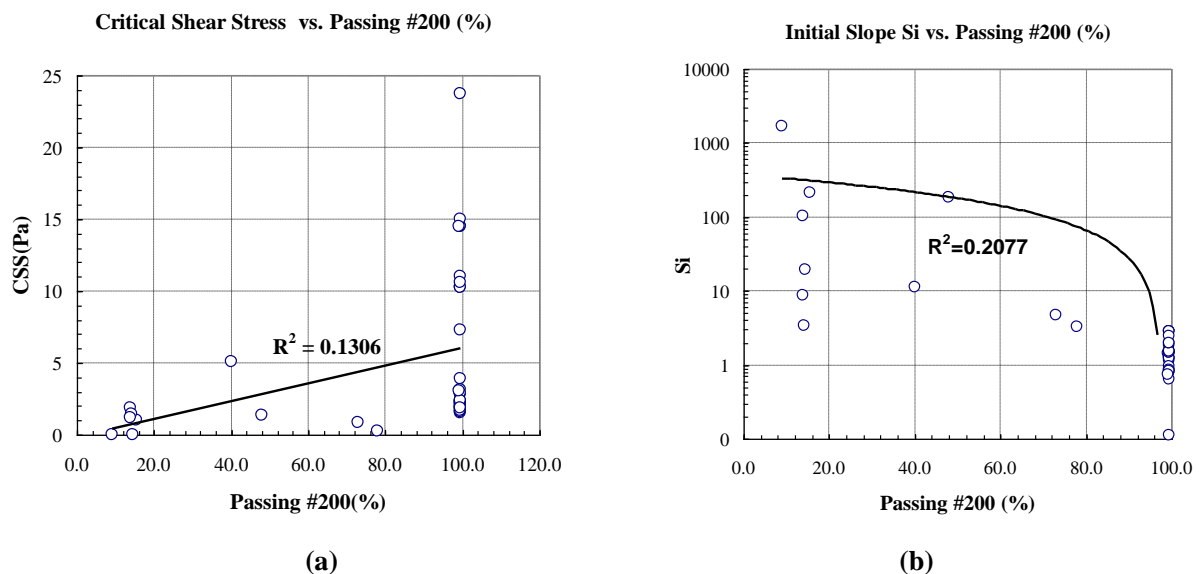 Critical Shear Stress vs. Passing #200 (%)
25
20
15
10
5
0
CSS(Pa)
R² = 0.1306
0.0 20.0 40.0 60.0 80.0 100.0 120.0
Passing #200(%)
(a)
Initial Slope Si vs. Passing #200 (%)
10000
1000
100
10
1
0
Si
R²=0.2077
0.0 20.0 40.0 60.0 80.0 100.0
Passing #200 (%)
(b)